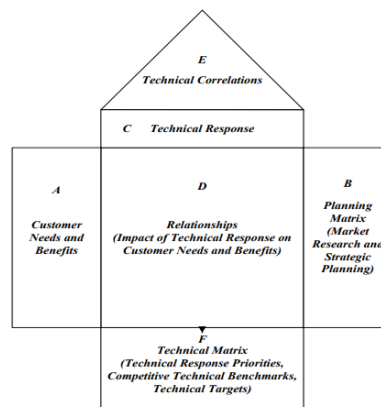 E
Technical Correlations
C Technical Response
A
Customer
Needs and
Benefits
D
Relationships
(Impact of Technical Response on
Customer Needs and Benefits)
B
Planning
Matrix
(Market
Research and
Strategic
Planning)
F
Technical Matrix
(Technical Response Priorities,
Competitive Technical Benchmarks,
Technical Targets)